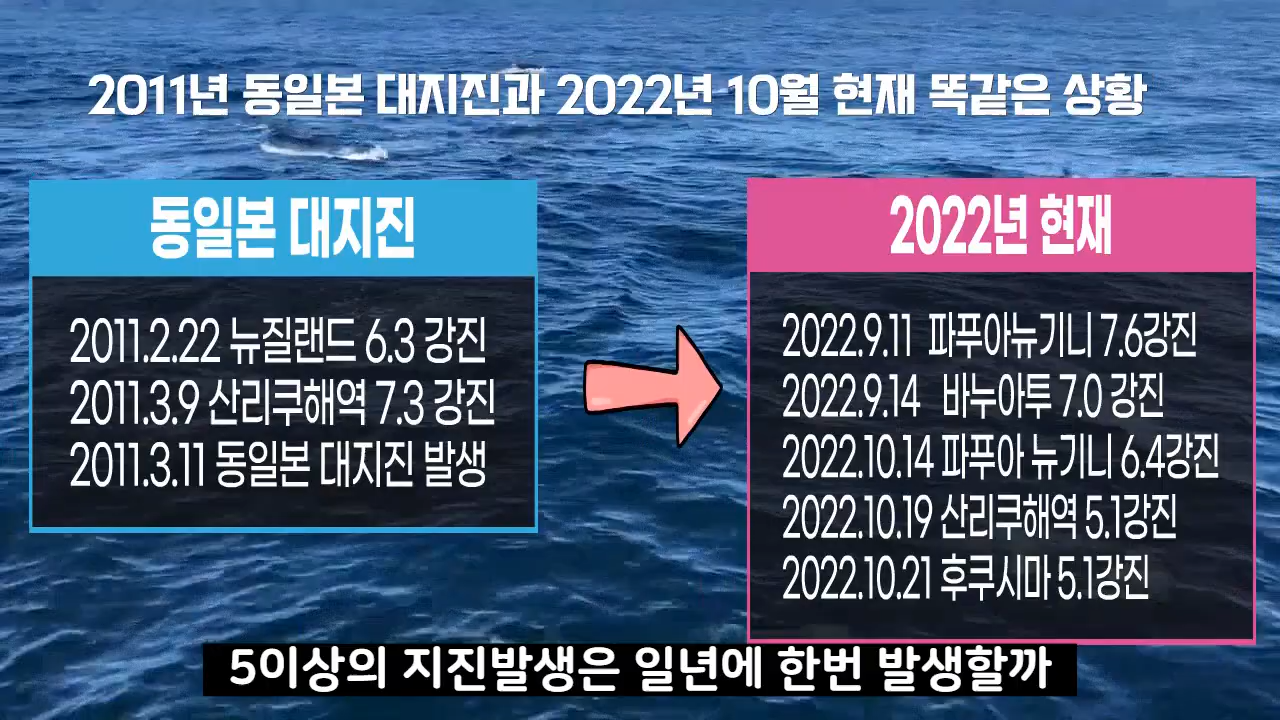 2011년 동일본 대지진과 2022년 10월 현재 똑같은 상황
동일본 대지진
2011.2.22 뉴질랜드 6.3 강진
2011.3.9 산리쿠해역 7.3 강진
2011.3.11 동일본 대지진 발생
2022년 현재
2022.9.11 파푸아뉴기니 7.6강진
2022.9.14 바누아투 7.0 강진
2022.10.14 파푸아 뉴기니 6.4강진
2022.10.19 산리쿠해역 5.1강진
2022.10.21 후쿠시마 5.1강진
5이상의 지진발생은 일년에 한번 발생할까